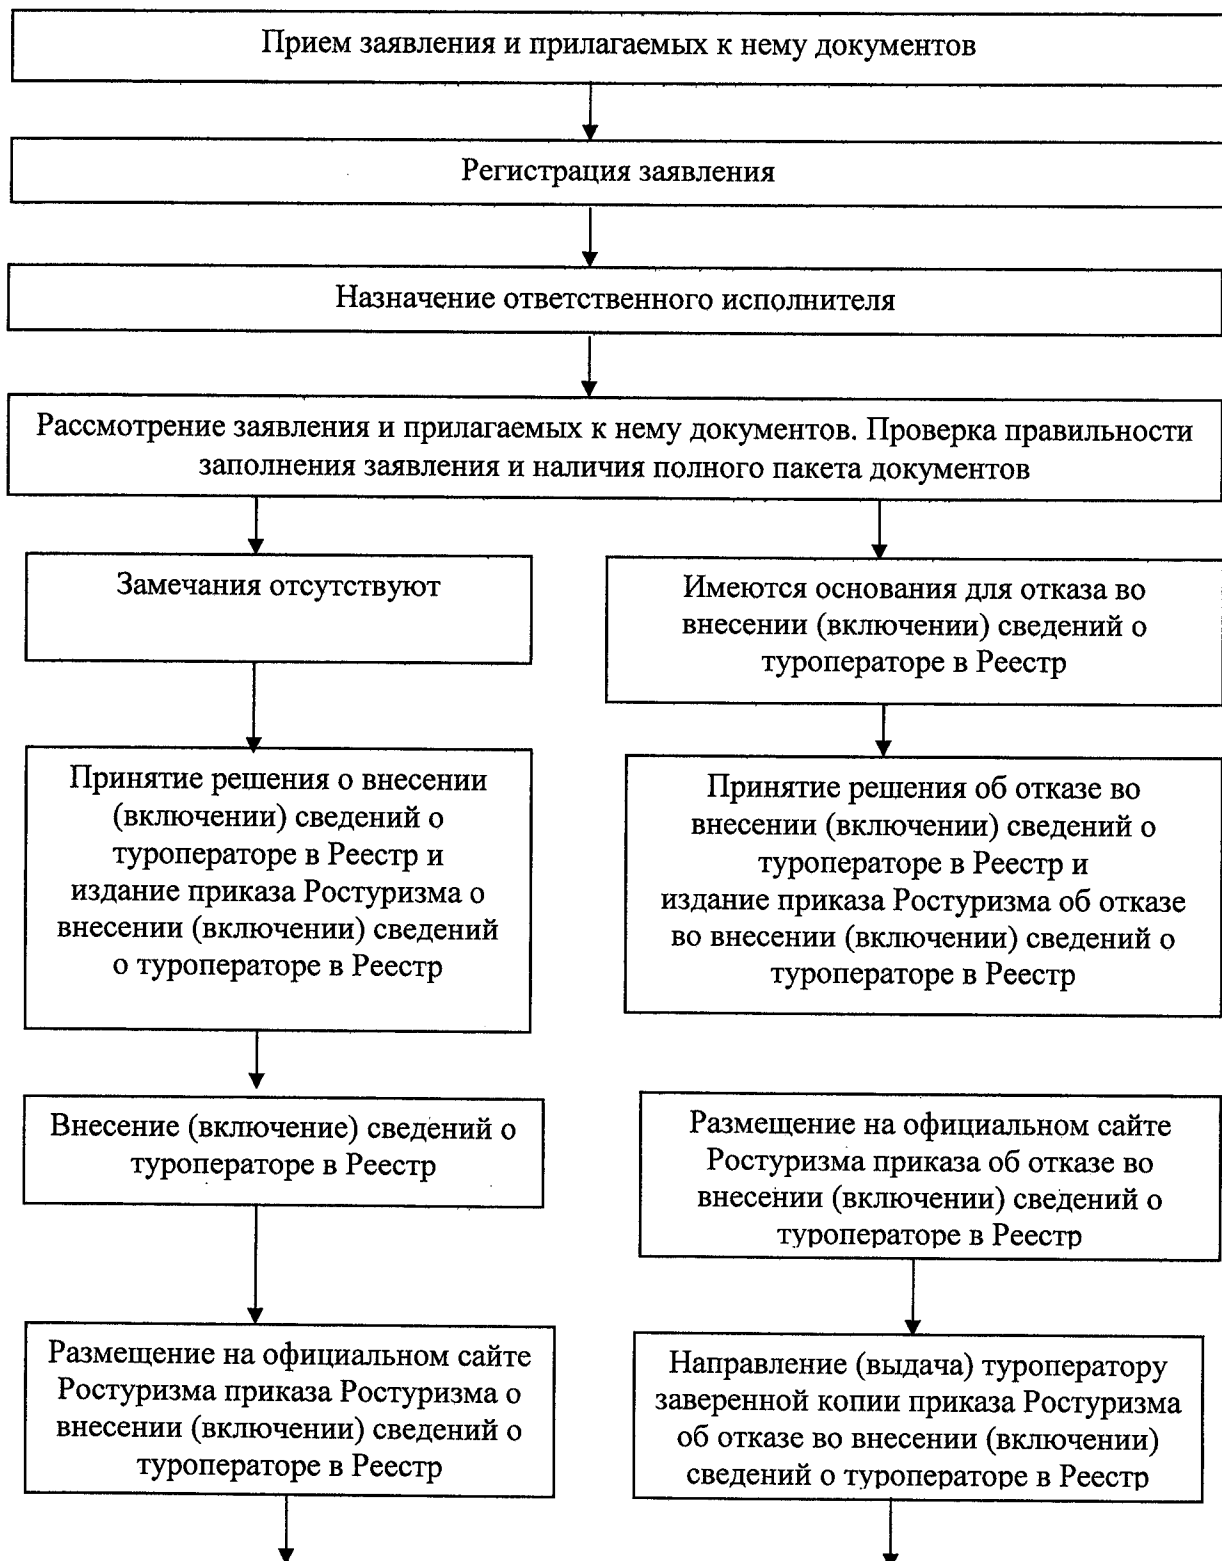 Прием заявления и прилагаемых к нему документов
Регистрация заявления
Назначение ответственного исполнителя
Рассмотрение заявления и прилагаемых к нему документов. Проверка правильности
заполнения заявления и наличия полного пакета документов
Замечания отсутствуют
Имеются основания для отказа во
внесении (включении) сведений о
туроператоре в Реестр
Принятие решения о внесении
(включении) сведений о
туроператоре в Реестр и
издание приказа Ростуризма о
внесении (включении) сведений
о туроператоре в Реестр
Принятие решения об отказе во
внесении (включении) сведений о
туроператоре в Реестр и
издание приказа Ростуризма об отказе
во внесении (включении) сведений о
туроператоре в Реестр
Внесение (включение) сведений о
туроператоре в Реестр
Размещение на официальном сайте
Ростуризма приказа об отказе во
внесении (включении) сведений о
туроператоре в Реестр
Размещение на официальном сайте
Ростуризма приказа Ростуризма о
внесении (включении) сведений о
туроператоре в Реестр
Направление (выдача) туроператору
заверенной копии приказа Ростуризма
об отказе во внесении (включении)
сведений о туроператоре в Реестр